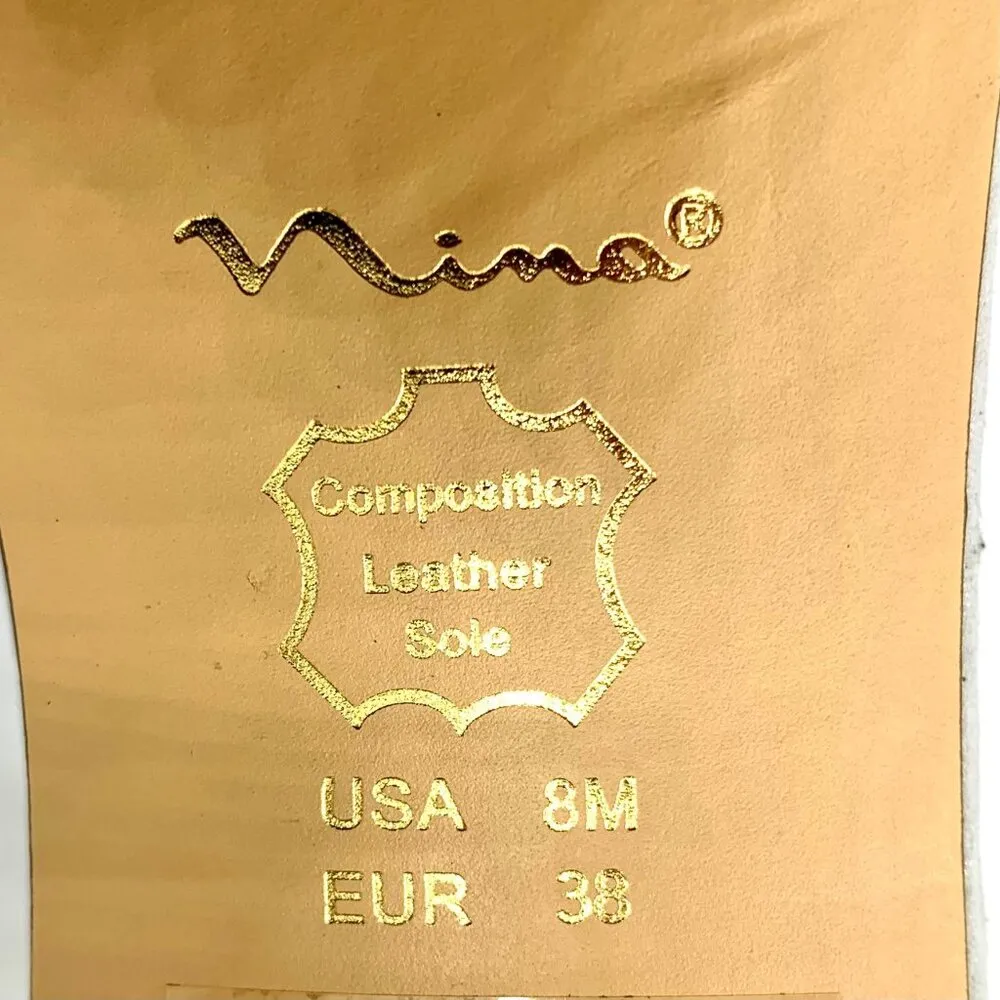 Nina®
Composition
Leather
Sole
USA 8M
EUR 38